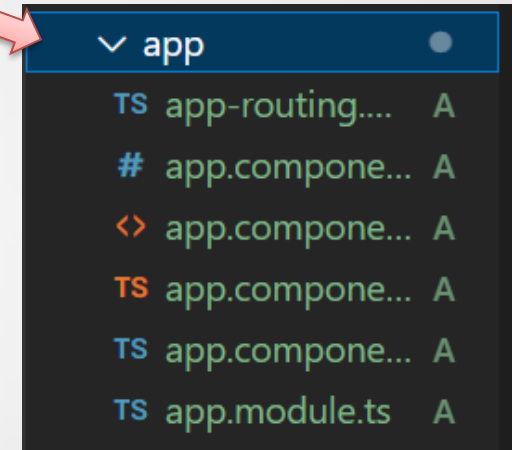 app
TS app-routing.... A
# app.compone... A
<> app.compone... A
TS app.compone... A
TS app.compone... A
TS app.module.ts A